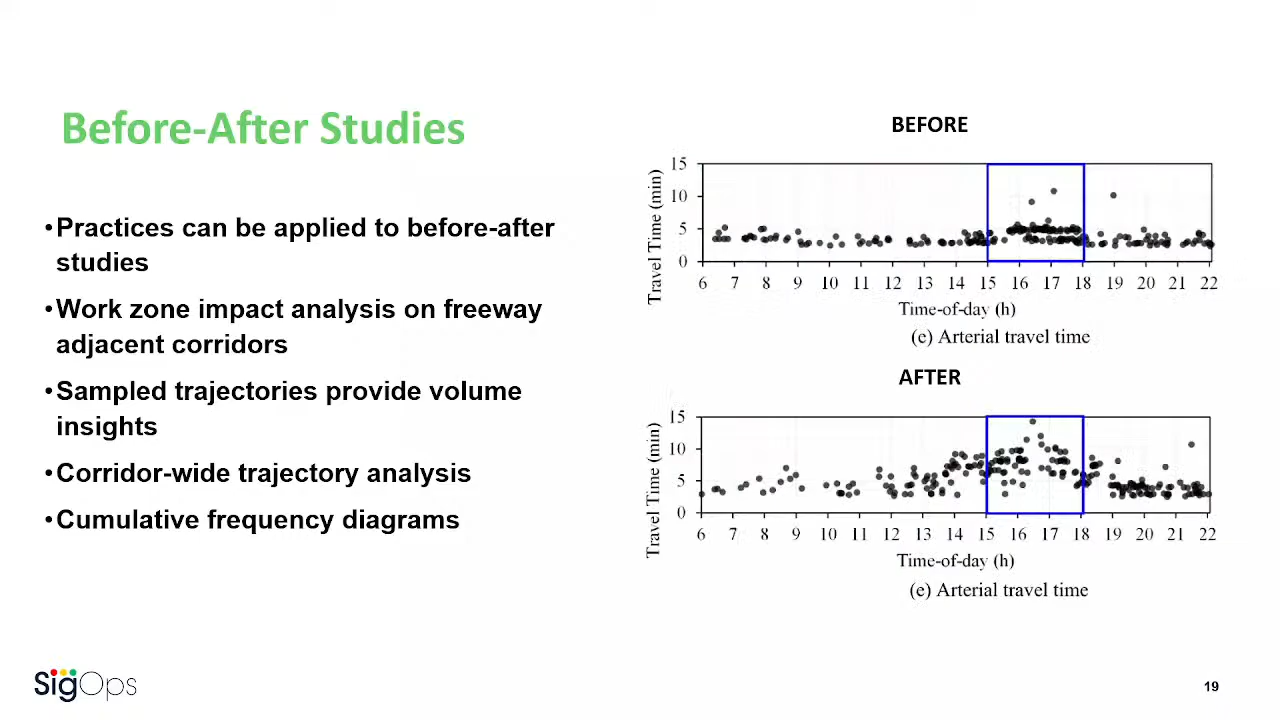 Before-After Studies
•Practices can be applied to before-after
studies
•Work zone impact analysis on freeway
adjacent corridors
•Sampled trajectories provide volume
insights
•Corridor-wide trajectory analysis
•Cumulative frequency diagrams
BEFORE
Travel Time (min)
15
10
5
0
6 7 8 9 10 11 12 13 14 15 16 17 18 19 20 21 22
Time-of-day (h)
(e) Arterial travel time
AFTER
Travel Time (min)
15
10
5
0
6 7 8 9 10 11 12 13 14 15 16 17 18 19 20 21 22
Time-of-day (h)
(e) Arterial travel time
SigOps
19